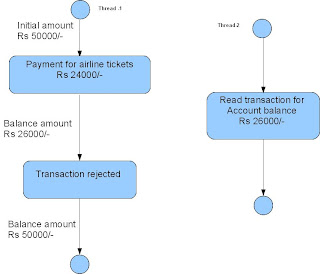 Thread -1
Initial amount
Rs 50000/-
Payment for airline tickets
Rs 24000/-
Balance amount
Rs 26000/-
Transaction rejected
Balance amount
Rs 50000/-
Thread-2
Read transaction for
Account balance
Rs 26000/-